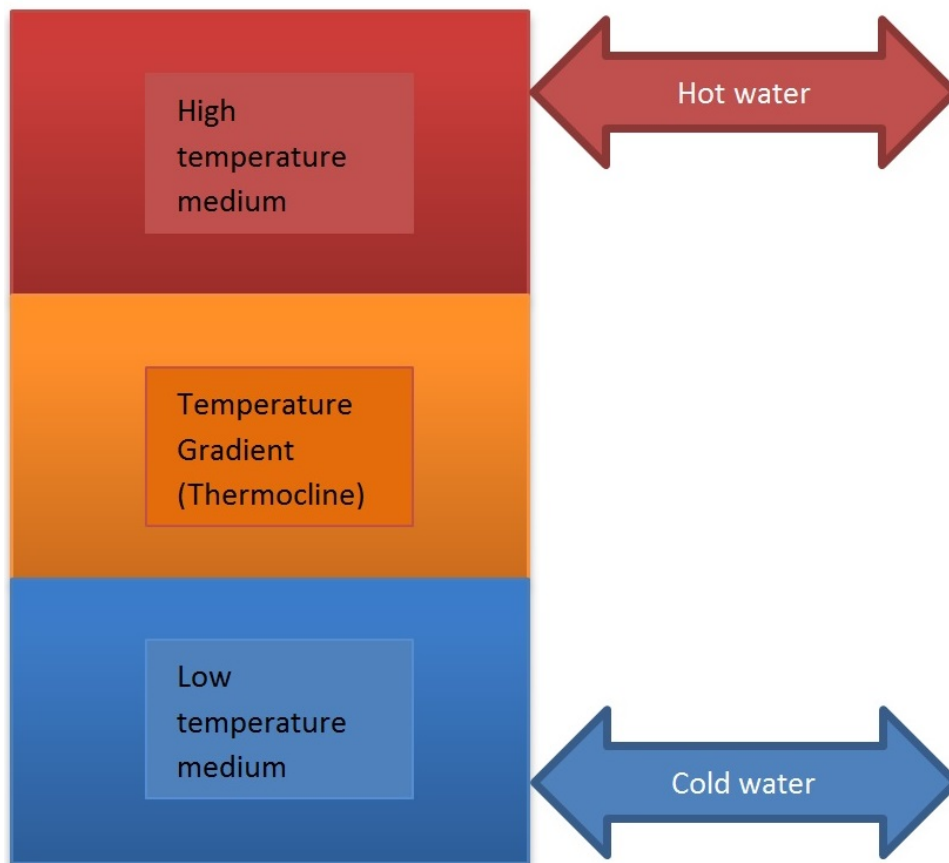 High
temperature
medium
Hot water
Temperature
Gradient
(Thermocline)
Low
temperature
medium
Cold water